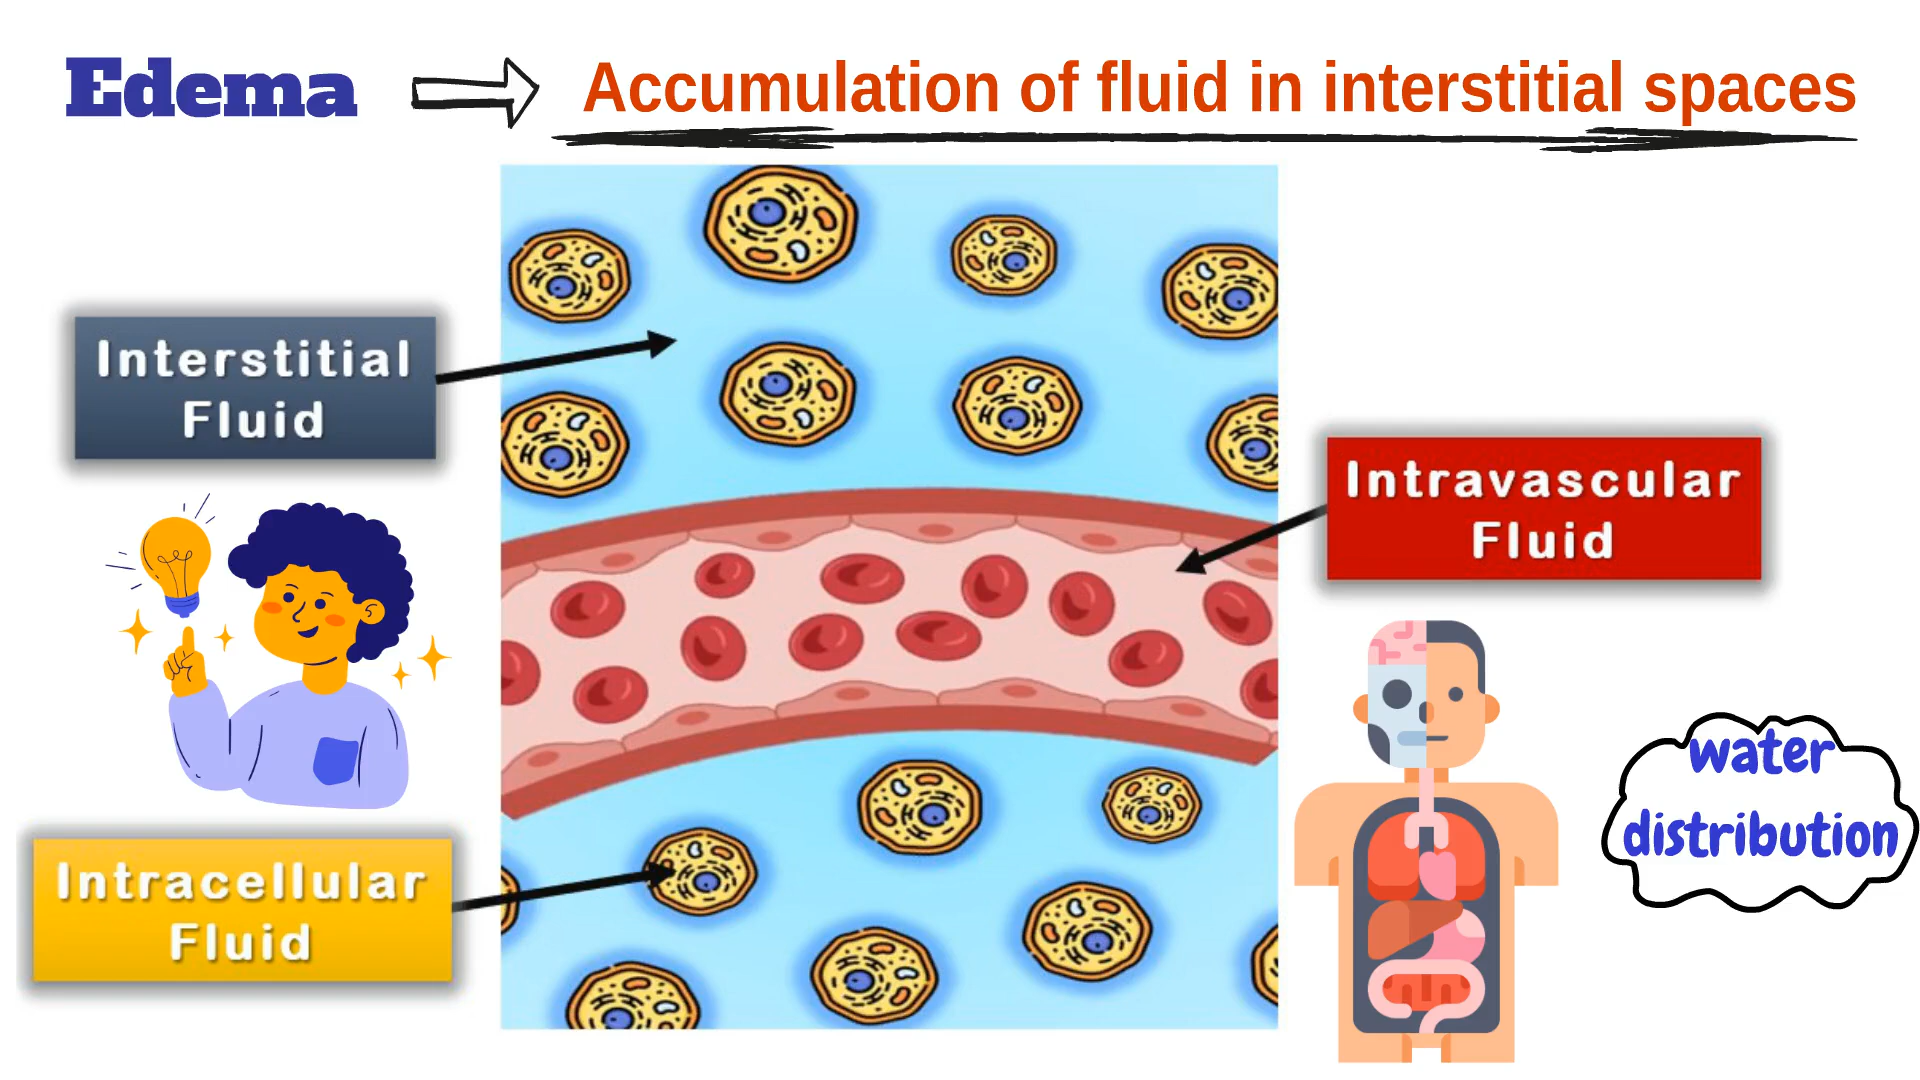 Edema
Accumulation of fluid in interstitial spaces
Interstitial
Fluid
Intravascular
Fluid
water
distribution
Intracellular
Fluid